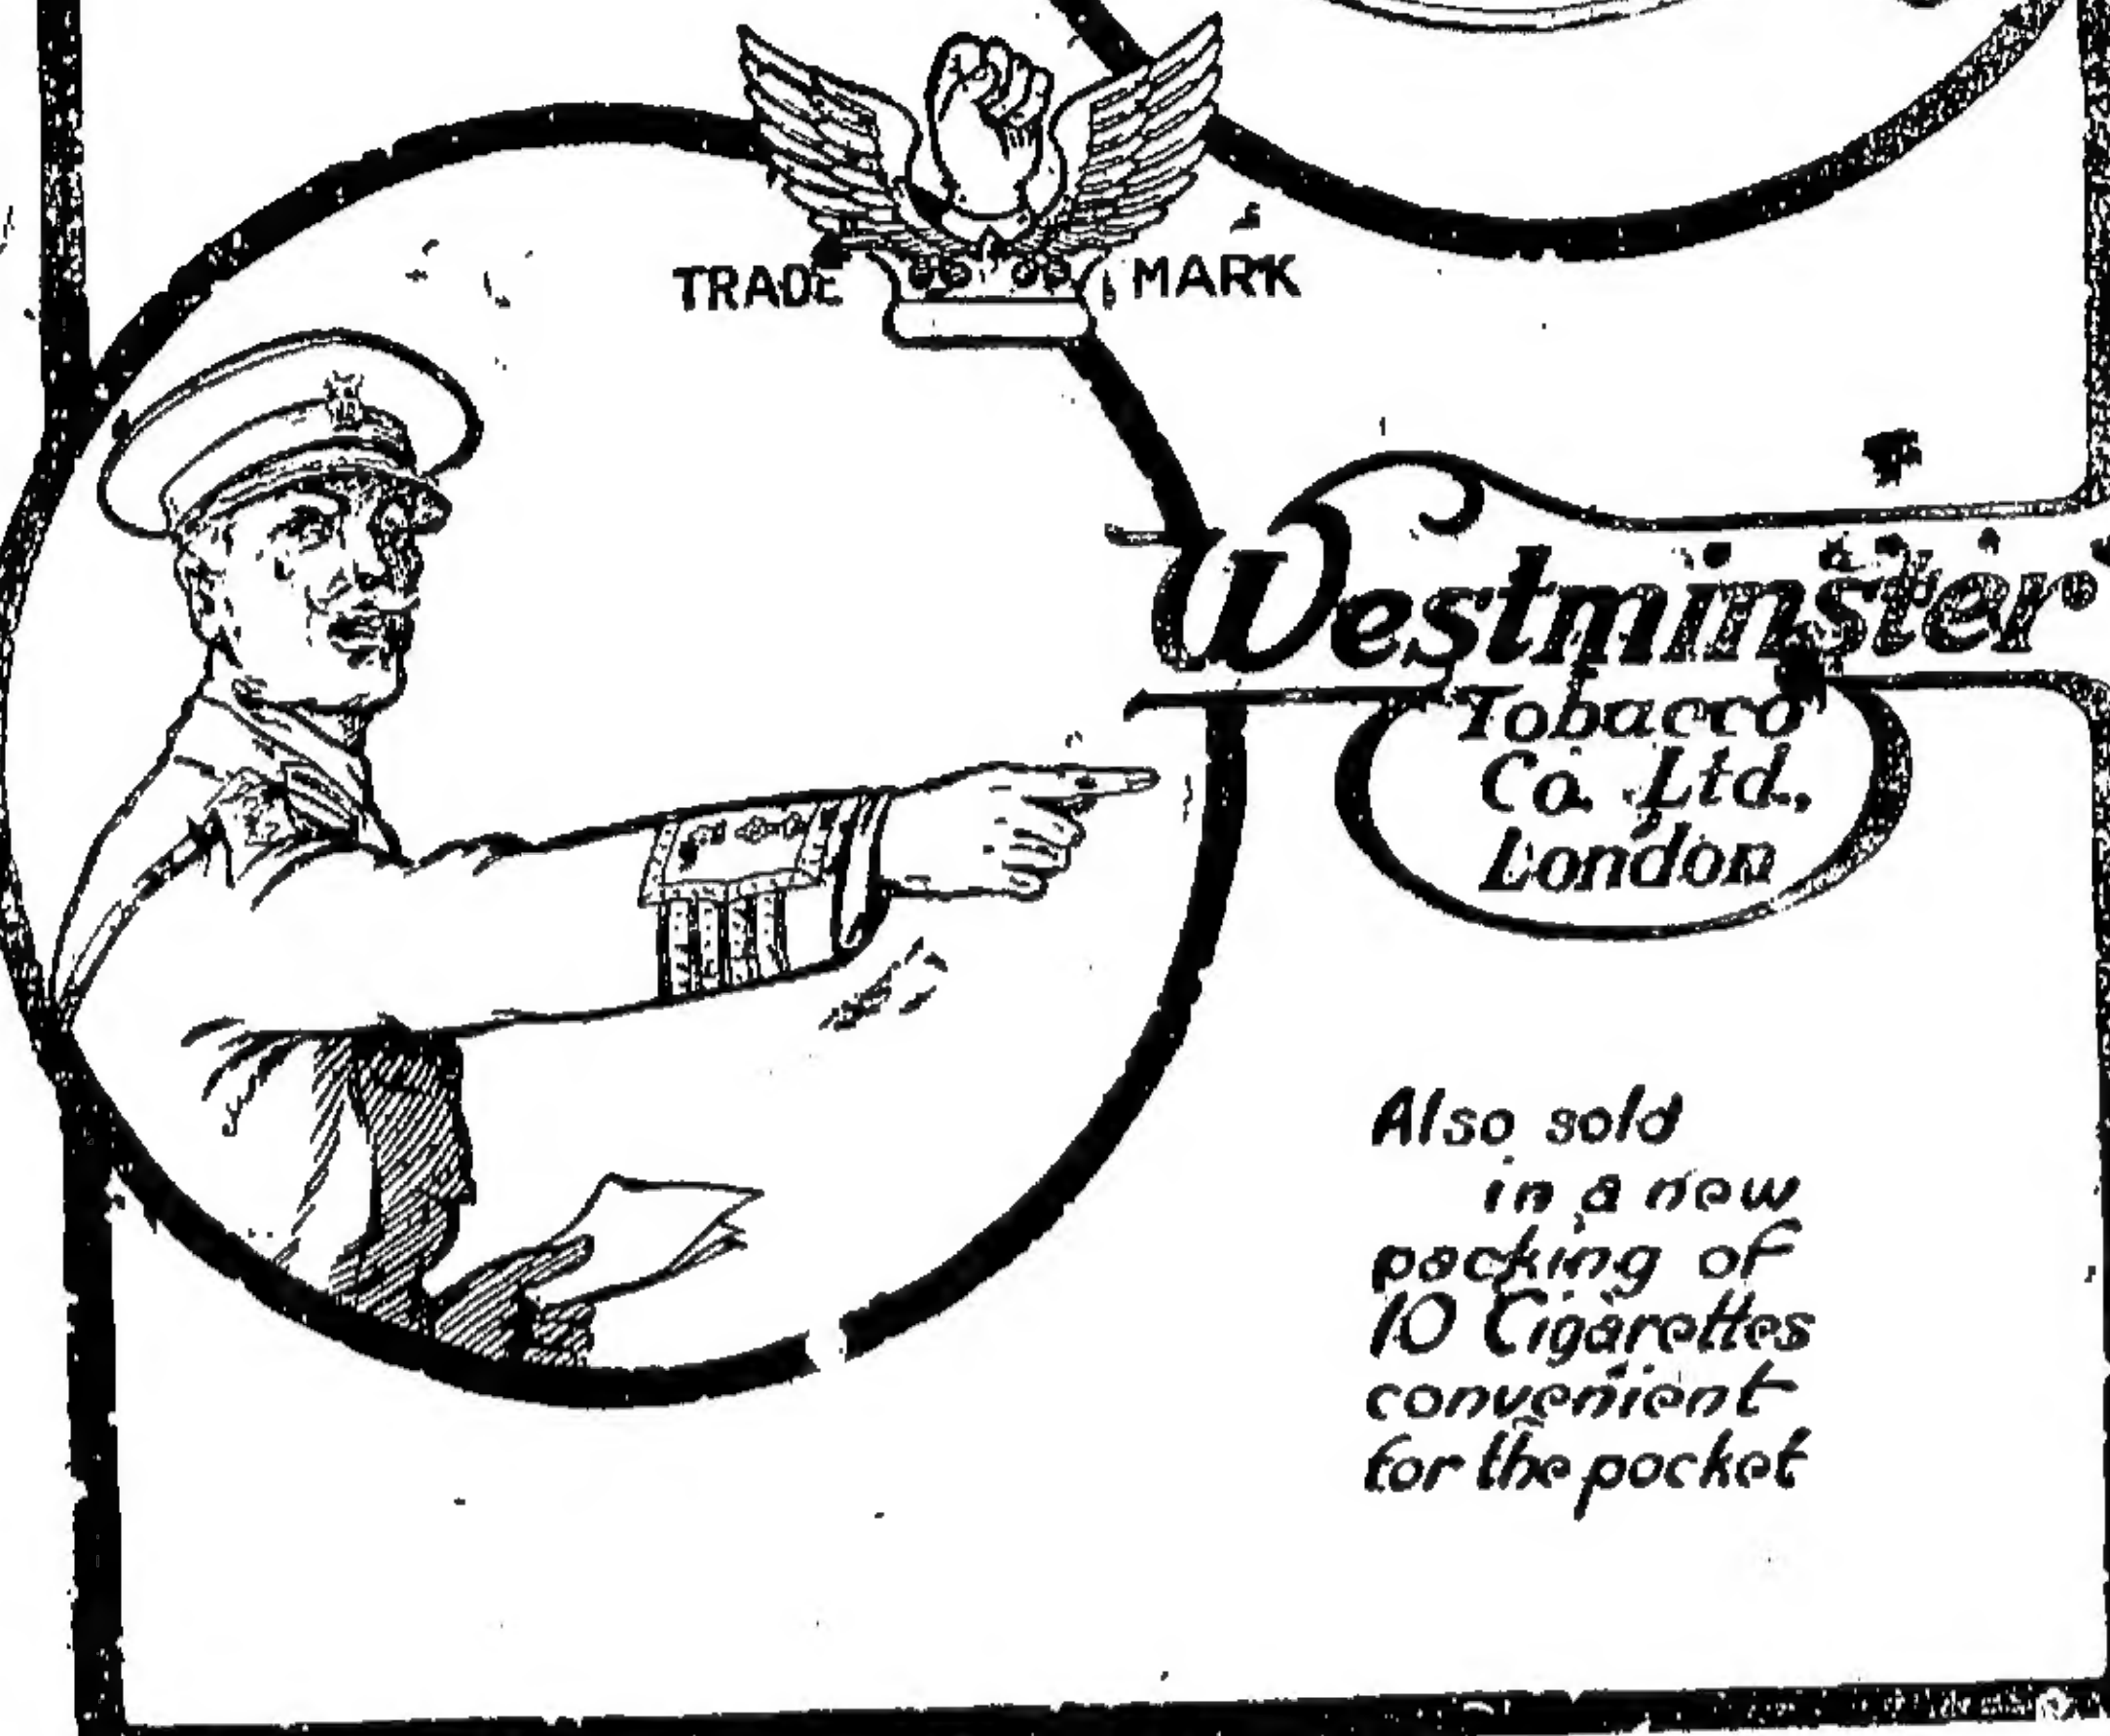 TRADE MARK
Westminster
Tobacco
Co. Ltd.,
London
Also sold
in a new
packing of
10 Cigarettes
convenient
for the pocket